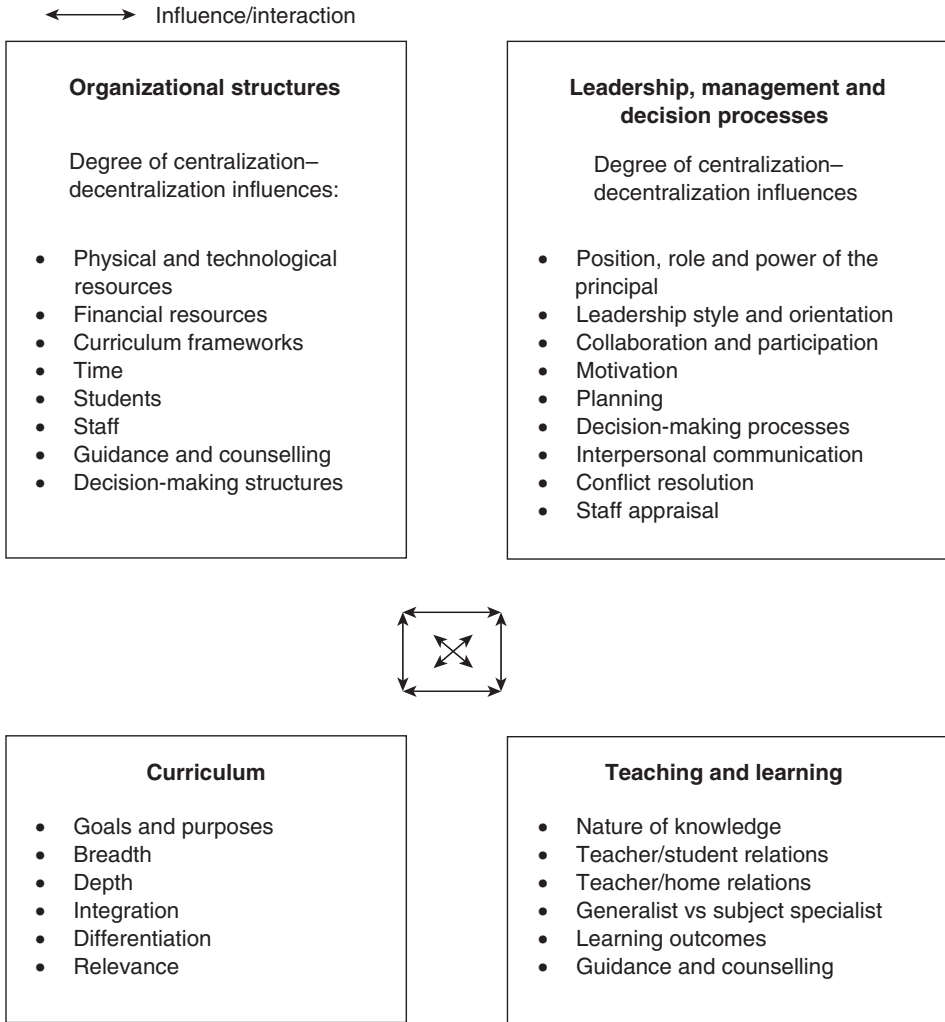 Influence/interaction
Organizational structures
Degree of centralization–
decentralization influences:
• Physical and technological
resources
• Financial resources
• Curriculum frameworks
• Time
• Students
• Staff
• Guidance and counselling
• Decision-making structures
Leadership, management and
decision processes
Degree of centralization–
decentralization influences
• Position, role and power of the
principal
• Leadership style and orientation
• Collaboration and participation
• Motivation
• Planning
• Decision-making processes
• Interpersonal communication
• Conflict resolution
• Staff appraisal
Curriculum
• Goals and purposes
• Breadth
• Depth
• Integration
• Differentiation
• Relevance
Teaching and learning
• Nature of knowledge
• Teacher/student relations
• Teacher/home relations
• Generalist vs subject specialist
• Learning outcomes
• Guidance and counselling